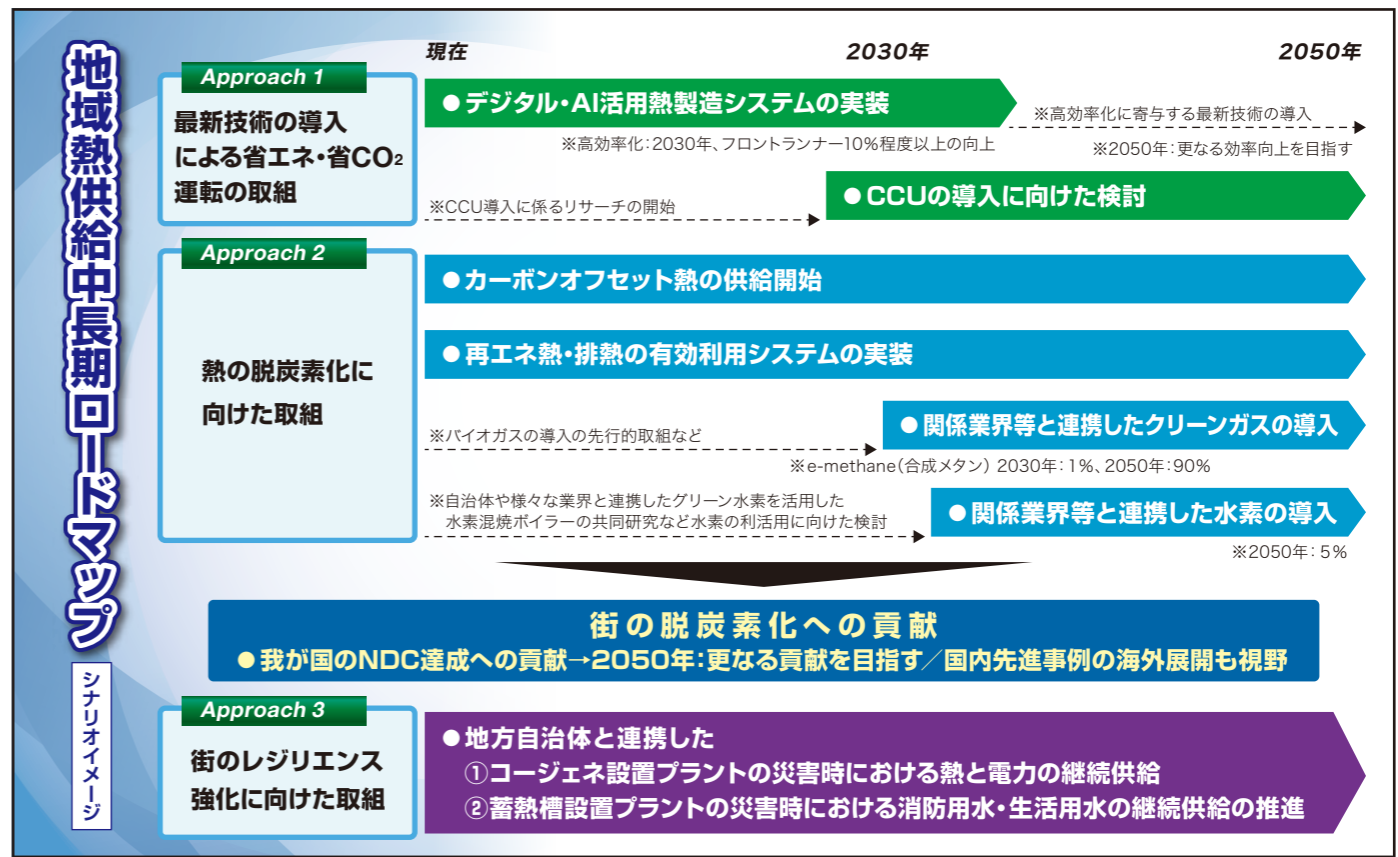 地域熱供給中長期ロードマップ
シナリオイメージ
現在
2030年
2050年
Approach 1
最新技術の導入
による省エネ・省CO₂
運転の取組
●デジタル・AI活用熱製造システムの実装
※高効率化に寄与する最新技術の導入
※高効率化：2030年、フロントランナー10%程度以上の向上
※2050年：更なる効率向上を目指す
※CCU導入に係るリサーチの開始
●CCUの導入に向けた検討
Approach 2
熱の脱炭素化に
向けた取組
●カーボンオフセット熱の供給開始
●再エネ熱・排熱の有効利用システムの実装
※バイオガスの導入の先行的取組など
●関係業界等と連携したクリーンガスの導入
※e-methane（合成メタン） 2030年：1%、2050年：90%
※自治体や様々な業界と連携したグリーン水素を活用した
水素混焼ボイラーの共同研究など水素の利活用に向けた検討
●関係業界等と連携した水素の導入
※2050年：5%
街の脱炭素化への貢献
●我が国のNDC達成への貢献→2050年：更なる貢献を目指す／国内先進事例の海外展開も視野
Approach 3
街のレジリエンス
強化に向けた取組
●地方自治体と連携した
①コージェネ設置プラントの災害時における熱と電力の継続供給
②蓄熱槽設置プラントの災害時における消防用水・生活用水の継続供給の推進